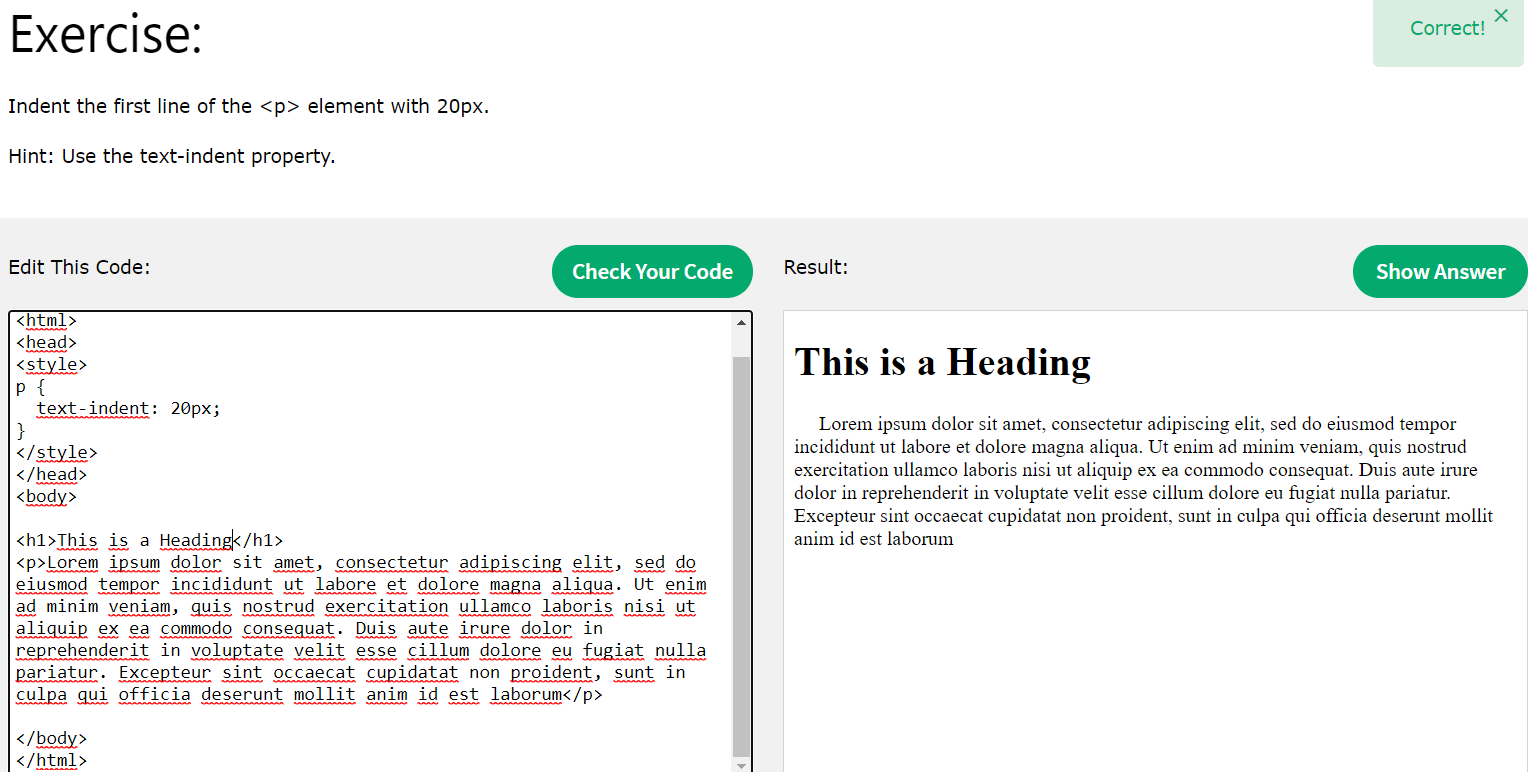 Exercise:
Correct!
×
Indent the first line of the <p> element with 20px.
Hint: Use the text-indent property.
Edit This Code:
Check Your Code
Result:
Show Answer
<html>
<head>
<style>
p {
  text-indent: 20px;
}
</style>
</head>
<body>
<h1>This is a Heading</h1>
<p>Lorem ipsum dolor sit amet, consectetur adipiscing elit, sed do
eiusmod tempor incididunt ut labore et dolore magna aliqua. Ut enim
ad minim veniam, quis nostrud exercitation ullamco laboris nisi ut
aliquip ex ea commodo consequat. Duis aute irure dolor in
reprehenderit in voluptate velit esse cillum dolore eu fugiat nulla
pariatur. Excepteur sint occaecat cupidatat non proident, sunt in
culpa qui officia deserunt mollit anim id est laborum</p>
</body>
</html>
This is a Heading
Lorem ipsum dolor sit amet, consectetur adipiscing elit, sed do eiusmod tempor
incididunt ut labore et dolore magna aliqua. Ut enim ad minim veniam, quis nostrud
exercitation ullamco laboris nisi ut aliquip ex ea commodo consequat. Duis aute irure
dolor in reprehenderit in voluptate velit esse cillum dolore eu fugiat nulla pariatur.
Excepteur sint occaecat cupidatat non proident, sunt in culpa qui officia deserunt mollit
anim id est laborum